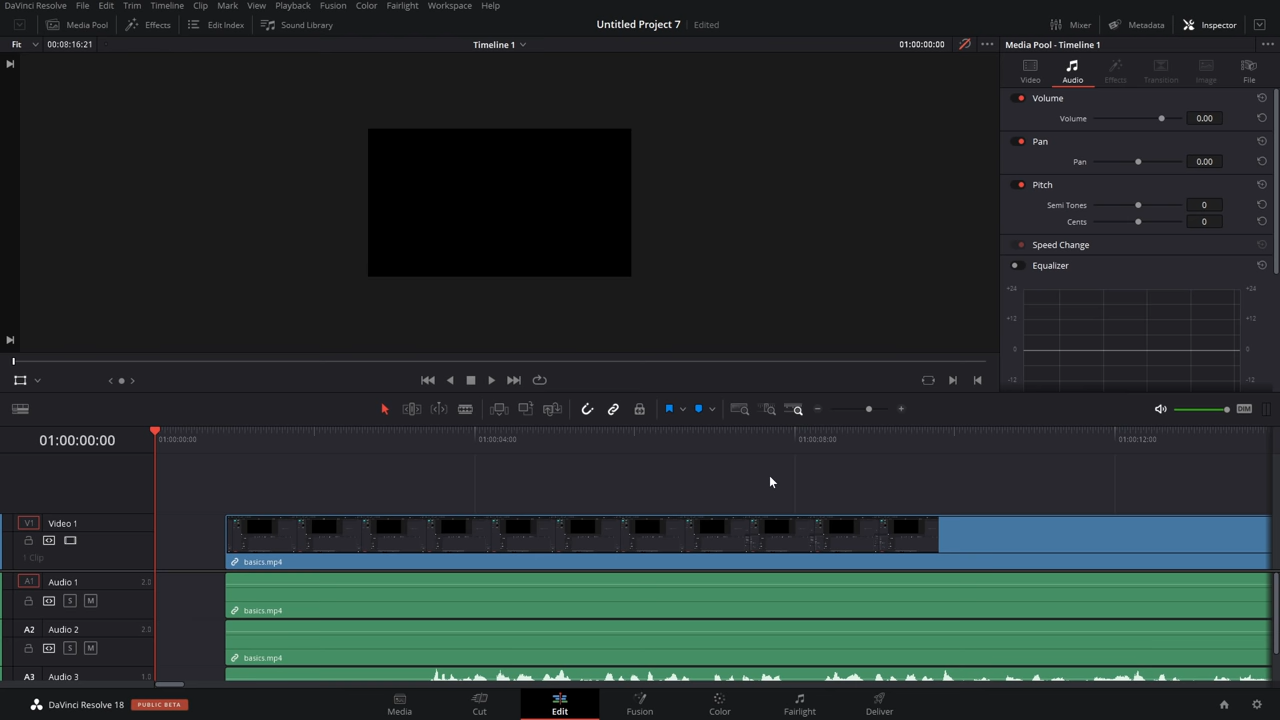 DaVinci Resolve File Edit Trim Timeline Clip Mark View Playback Fusion Color Fairlight Workspace Help
Media Pool Effects Edit Index Sound Library Untitled Project 7 Edited Mixer Metadata Inspector
Fit 00:08:16:21 Timeline 1 01:00:00:00 Media Pool - Timeline 1
Video Audio Effects Transition Image File
Volume
Volume 0.00
Pan
Pan 0.00
Pitch
Semi Tones 0
Cents 0
Speed Change
Equalizer
+24 +24
+12 +12
0 0
-12 -12
DIM
01:00:00:00 01:00:00:00 01:00:04:00 01:00:08:00 01:00:12:00
V1 Video 1
1 Clip
basics.mp4
A1 Audio 1 2.0
S M
basics.mp4
A2 Audio 2 2.0
S M
basics.mp4
A3 Audio 3 1.0
DaVinci Resolve 18 PUBLIC BETA Media Cut Edit Fusion Color Fairlight Deliver